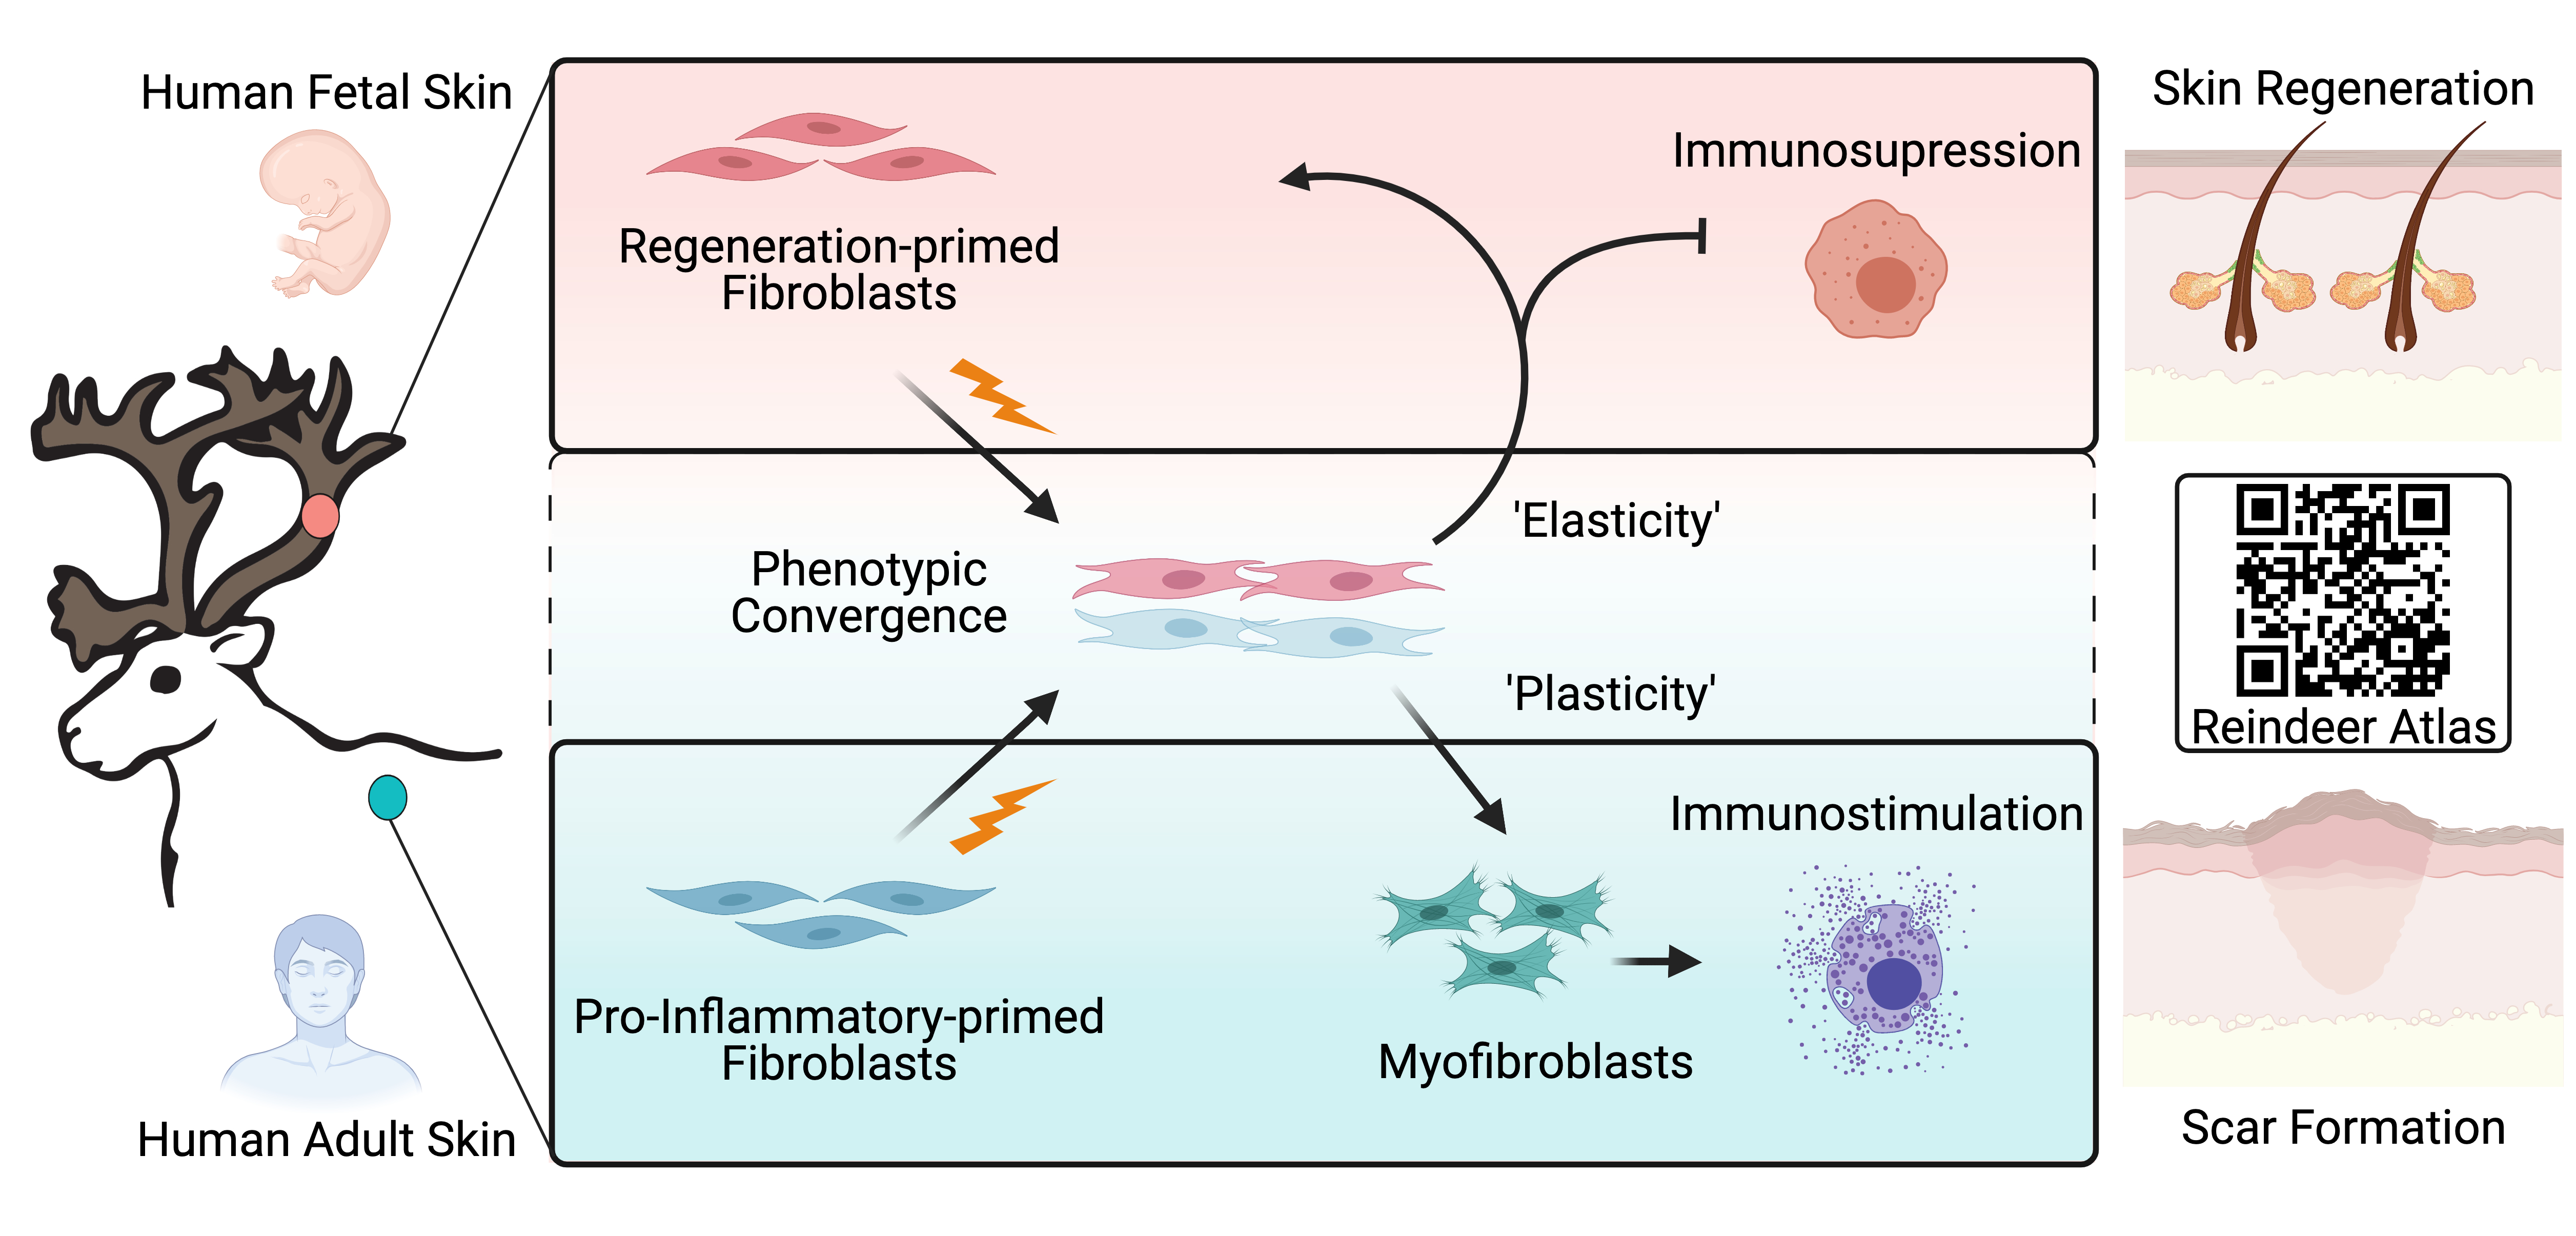 Human Fetal Skin
Regeneration-primed
Fibroblasts
Immunosupression
Skin Regeneration
Phenotypic
Convergence
'Elasticity'
'Plasticity'
Reindeer Atlas
Pro-Inflammatory-primed
Fibroblasts
Myofibroblasts
Immunostimulation
Human Adult Skin
Scar Formation